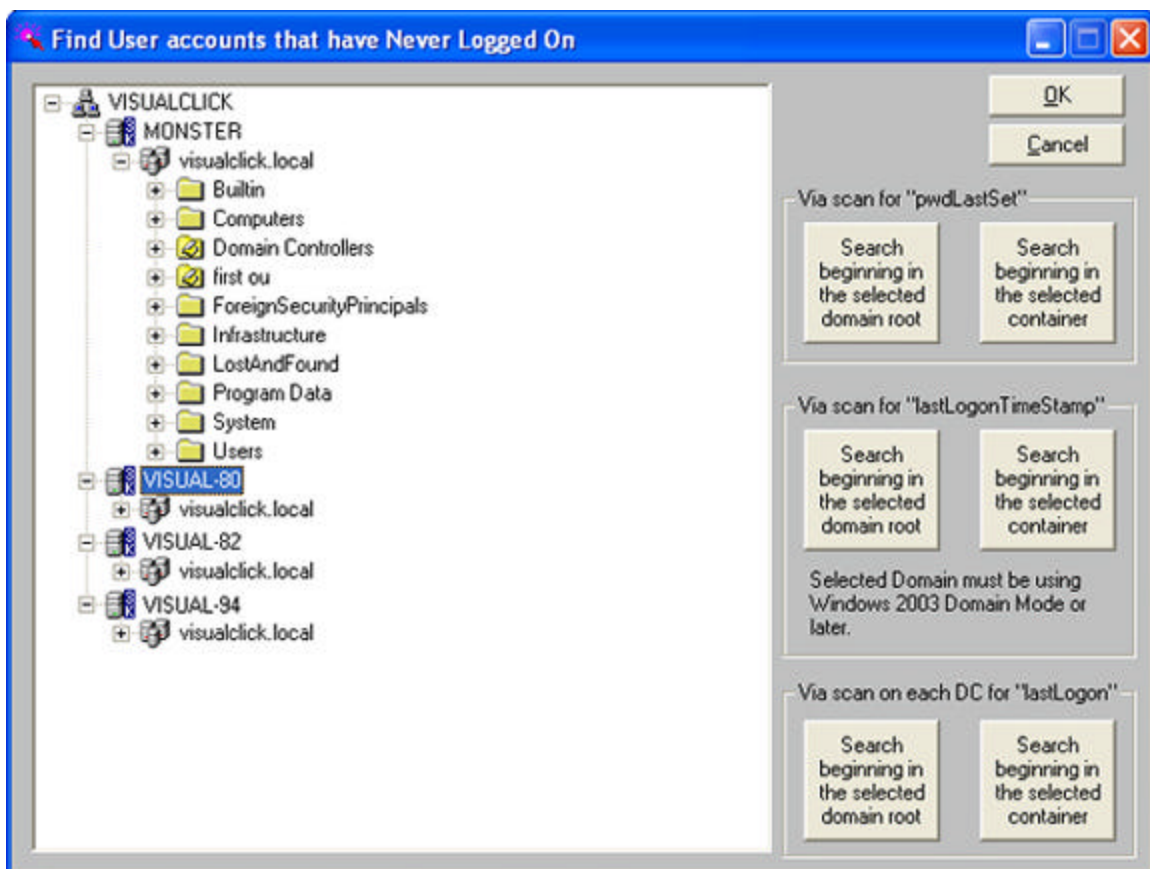 Find User accounts that have Never Logged On
VISUALCLICK
MONSTER
visualclick.local
Builtin
Computers
Domain Controllers
first ou
ForeignSecurityPrincipals
Infrastructure
LostAndFound
Program Data
System
Users
VISUAL-80
visualclick.local
VISUAL-82
visualclick.local
VISUAL-94
visualclick.local
OK
Cancel
Via scan for "pwdLastSet"
Search
beginning in
the selected
domain root
Search
beginning in
the selected
container
Via scan for "lastLogonTimeStamp"
Search
beginning in
the selected
domain root
Search
beginning in
the selected
container
Selected Domain must be using
Windows 2003 Domain Mode or
later.
Via scan on each DC for "lastLogon"
Search
beginning in
the selected
domain root
Search
beginning in
the selected
container